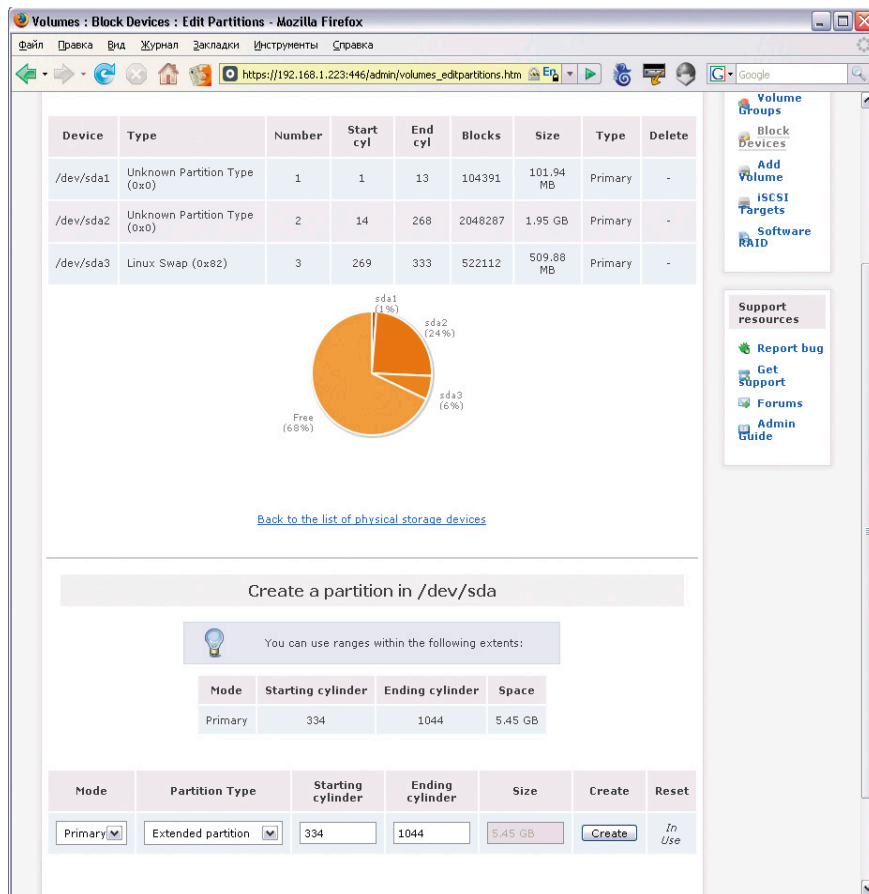 Volumes : Block Devices : Edit Partitions - Mozilla Firefox
Файл Правка Вид Журнал Закладки Инструменты Справка
https://192.168.1.223:446/admin/volumes_editpartitions.htm En G Google
Device Type Number Start cyl End cyl Blocks Size Type Delete
/dev/sda1 Unknown Partition Type (0x0) 1 1 13 104391 101.94 MB Primary -
/dev/sda2 Unknown Partition Type (0x0) 2 14 268 2048287 1.95 GB Primary -
/dev/sda3 Linux Swap (0x82) 3 269 333 522112 509.88 MB Primary -
sda1
(1%)
sda2
(24%)
sda3
(6%)
Free
(68%)
Back to the list of physical storage devices
Create a partition in /dev/sda
You can use ranges within the following extents:
Mode Starting cylinder Ending cylinder Space
Primary 334 1044 5.45 GB
Mode Partition Type Starting cylinder Ending cylinder Size Create Reset
Primary Extended partition 334 1044 5.45 GB Create In Use
Volume
Groups
Block
Devices
Add
Volume
iSCSI
Targets
Software
RAID
Support
resources
Report bug
Get
support
Forums
Admin
Guide